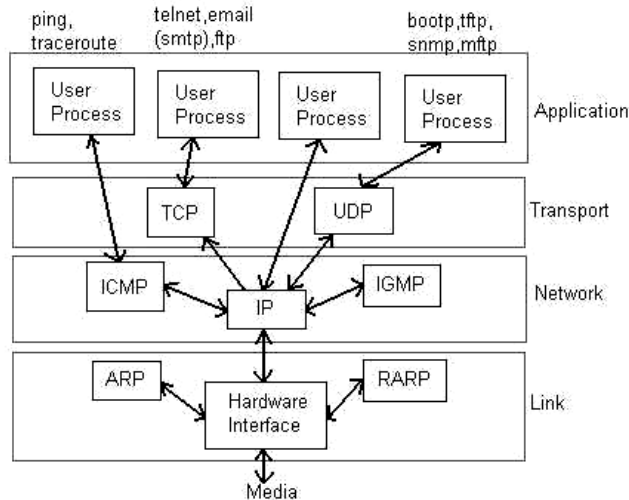 ping,
traceroute
telnet,email
(smtp),ftp
bootp,tftp,
snmp,mftp
User
Process
User
Process
User
Process
User
Process
Application
TCP
UDP
Transport
ICMP
IP
IGMP
Network
ARP
Hardware
Interface
RARP
Link
Media